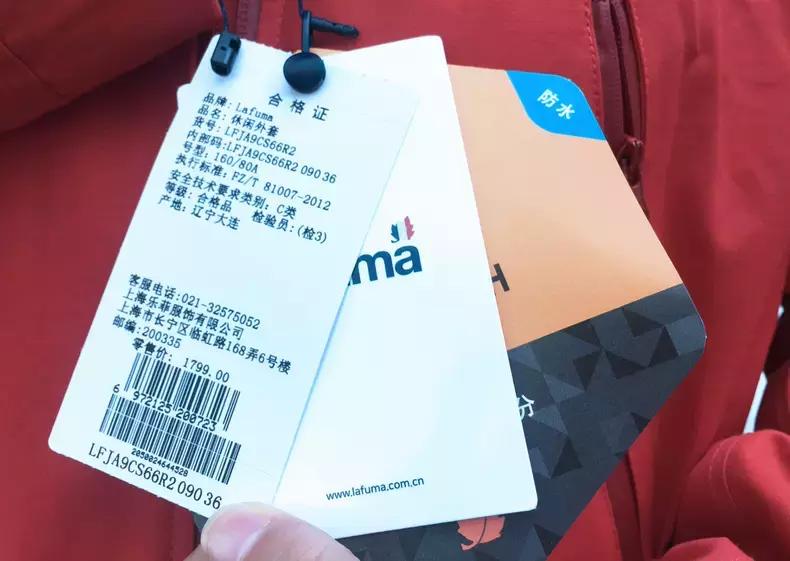 合格证
品牌: Lafuma
品名: 休闲外套
货号: LFJA9CS66R2
内部码: LFJA9CS66R2 090 36
号型: 160/80A
执行标准: FZ/T 81007-2012
安全技术要求类别: C类
等级: 合格品 检验员: (检3)
产地: 辽宁大连
客服电话:021-32575052
上海乐菲服饰有限公司
上海市长宁区临虹路168弄6号楼
邮编:200335
零售价: 1799.00
6 972125 200723
2050024644528
LFJA9CS66R2 090 36
uma
www.lafuma.com.cn
防水
H
分